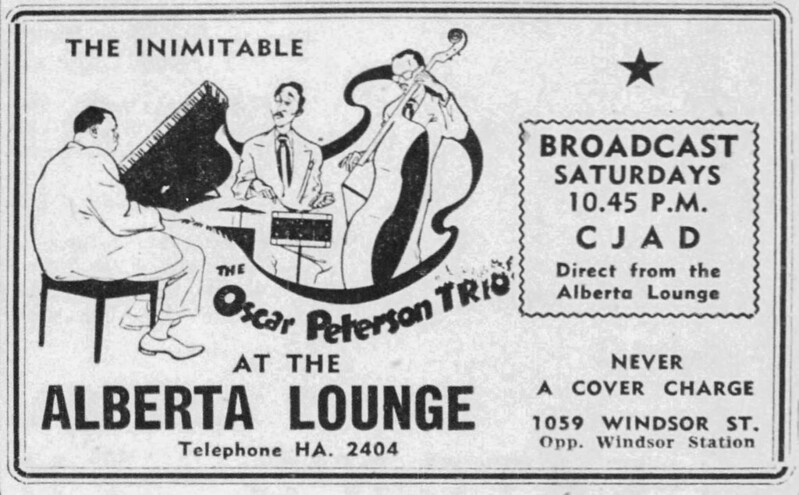 THE INIMITABLE
THE
Oscar Peterson TRIO
AT THE
ALBERTA LOUNGE
Telephone HA. 2404
BROADCAST
SATURDAYS
10.45 P.M.
CJAD
Direct from the
Alberta Lounge
NEVER
A COVER CHARGE
1059 WINDSOR ST.
Opp. Windsor Station